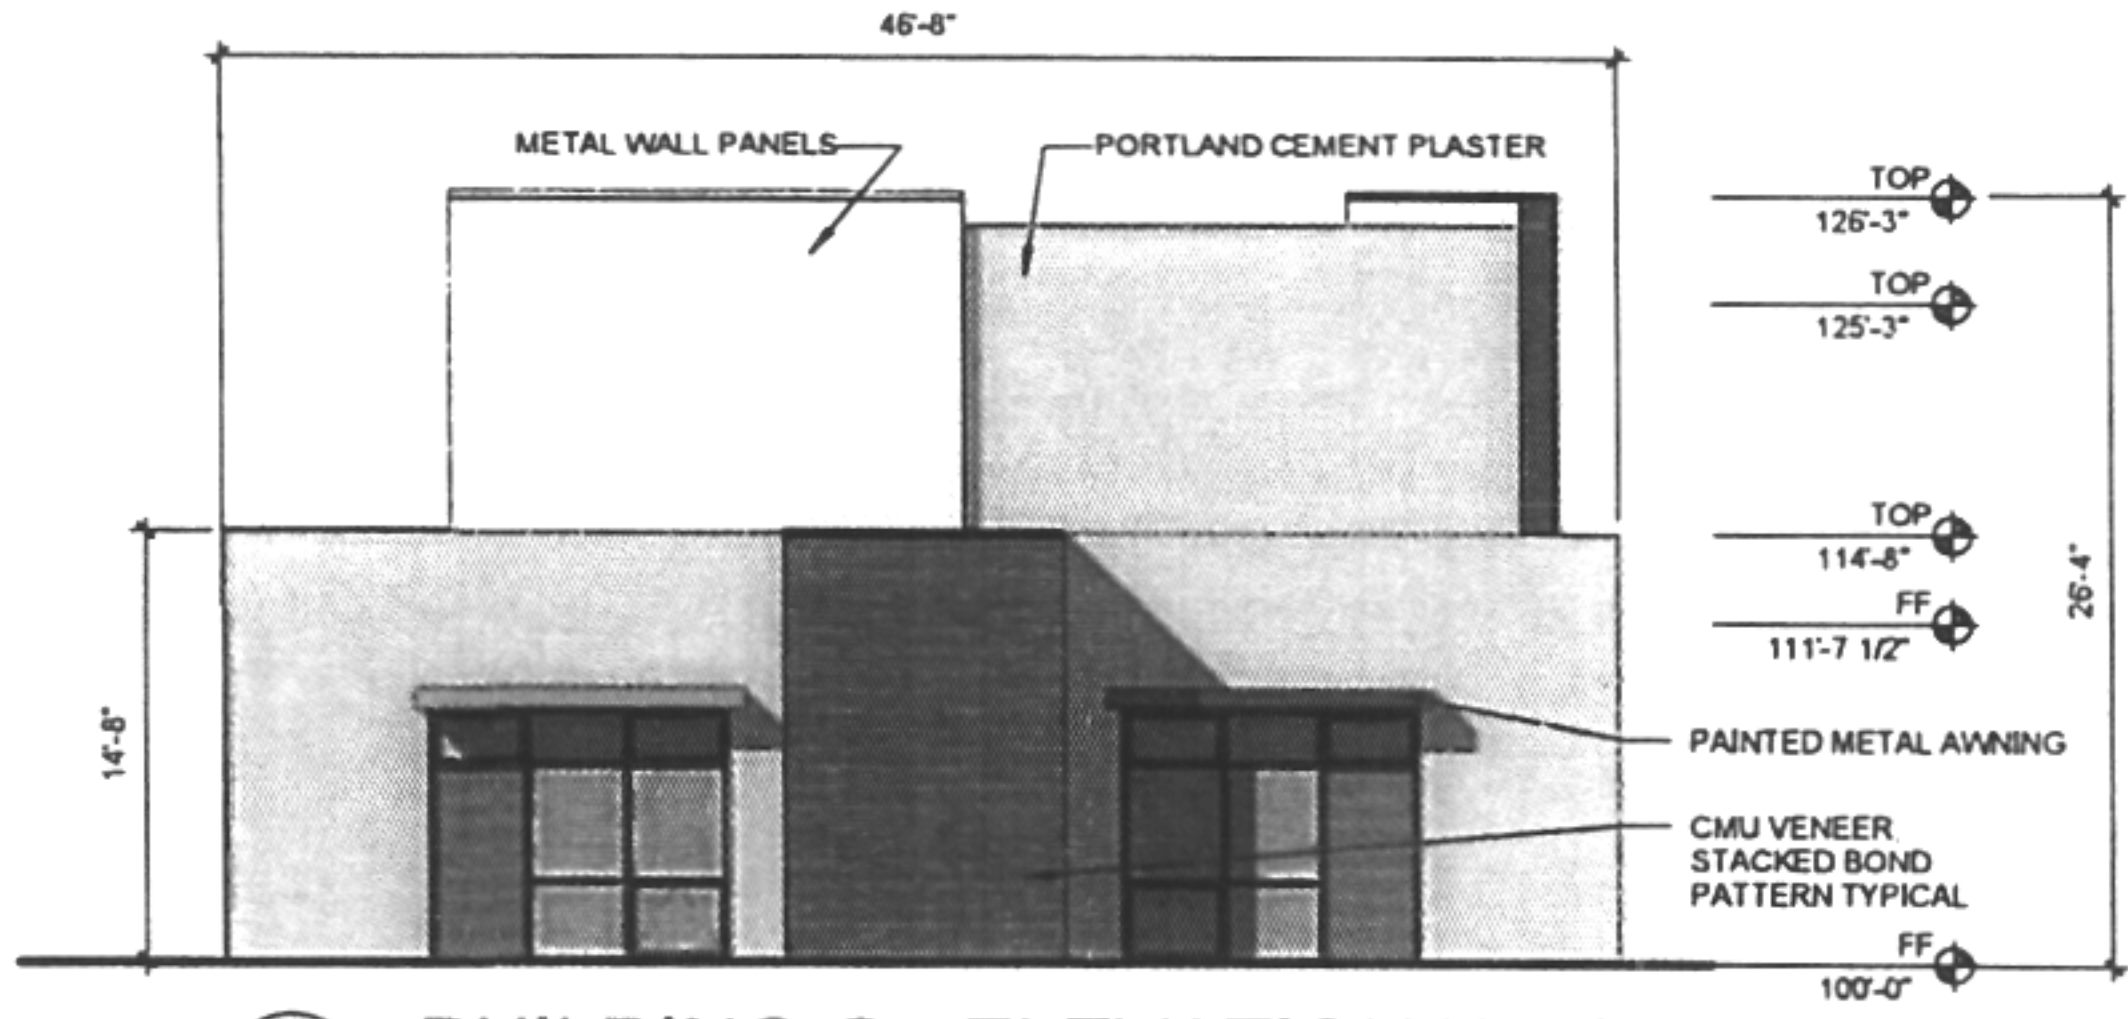 46'-8"
METAL WALL PANELS
PORTLAND CEMENT PLASTER
TOP
126'-3"
TOP
125'-3"
TOP
114'-8"
FF
111'-7 1/2"
26'-4"
14'-8"
PAINTED METAL AWNING
CMU VENEER
STACKED BOND
PATTERN TYPICAL
FF
100'-0"